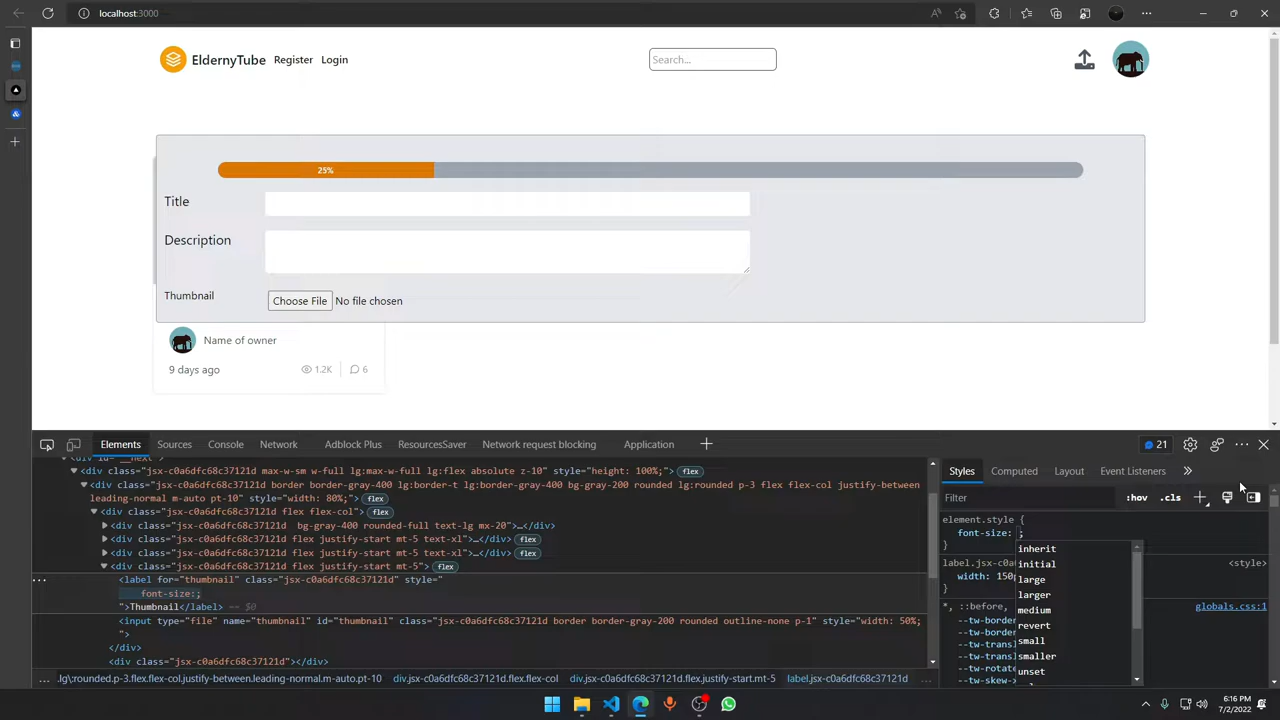 localhost:3000
EldernyTube Register Login Search...
25%
Title
Description
Thumbnail Choose File No file chosen
Name of owner
9 days ago 1.2K 6
Elements Sources Console Network Adblock Plus ResourcesSaver Network request blocking Application 21
<div class="jsx-c0a6dfc68c37121d max-w-sm w-full lg:max-w-full lg:flex absolute z-10" style="height: 100%;"> flex
<div class="jsx-c0a6dfc68c37121d border border-gray-400 lg:border-t lg:border-gray-400 bg-gray-200 rounded lg:rounded p-3 flex flex-col justify-between
leading-normal m-auto pt-10" style="width: 80%;"> flex
<div class="jsx-c0a6dfc68c37121d flex flex-col"> flex
<div class="jsx-c0a6dfc68c37121d  bg-gray-400 rounded-full text-lg mx-20">…</div>
<div class="jsx-c0a6dfc68c37121d flex justify-start mt-5 text-xl">…</div> flex
<div class="jsx-c0a6dfc68c37121d flex justify-start mt-5 text-xl">…</div> flex
<div class="jsx-c0a6dfc68c37121d flex justify-start mt-5"> flex
<label for="thumbnail" class="jsx-c0a6dfc68c37121d" style="
font-size:;
">Thumbnail</label> == $0
<input type="file" name="thumbnail" id="thumbnail" class="jsx-c0a6dfc68c37121d border border-gray-200 rounded outline-none p-1" style="width: 50%;
">
</div>
<div class="jsx-c0a6dfc68c37121d"></div>
... .lg\:rounded.p-3.flex.flex-col.justify-between.leading-normal.m-auto.pt-10 div.jsx-c0a6dfc68c37121d.flex.flex-col div.jsx-c0a6dfc68c37121d.flex.justify-start.mt-5 label.jsx-c0a6dfc68c37121d ...
Styles Computed Layout Event Listeners
Filter :hov .cls
element.style {
font-size: ;
}
inherit
initial
large
larger
medium
revert
small
smaller
unset
label.jsx-c0a <style>
width: 150
}
*, ::before, globals.css:1
--tw-border
--tw-border
--tw-trans
--tw-trans
--tw-rotat
--tw-skew-
6:16 PM
7/2/2022